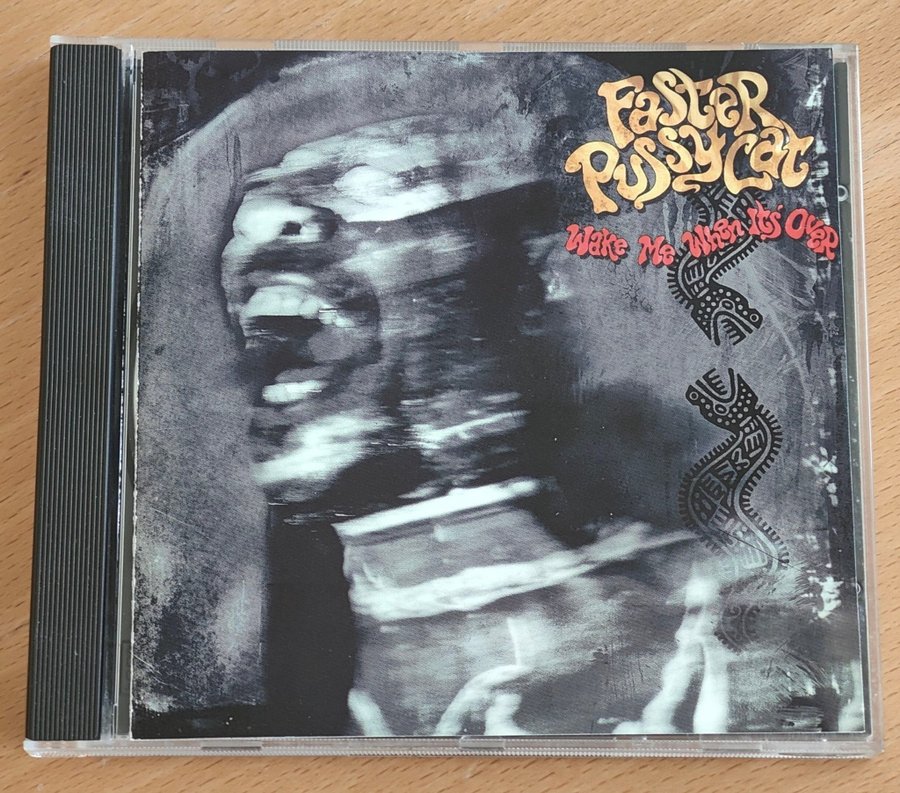 Faster
Pussycat
Wake Me When It's Over